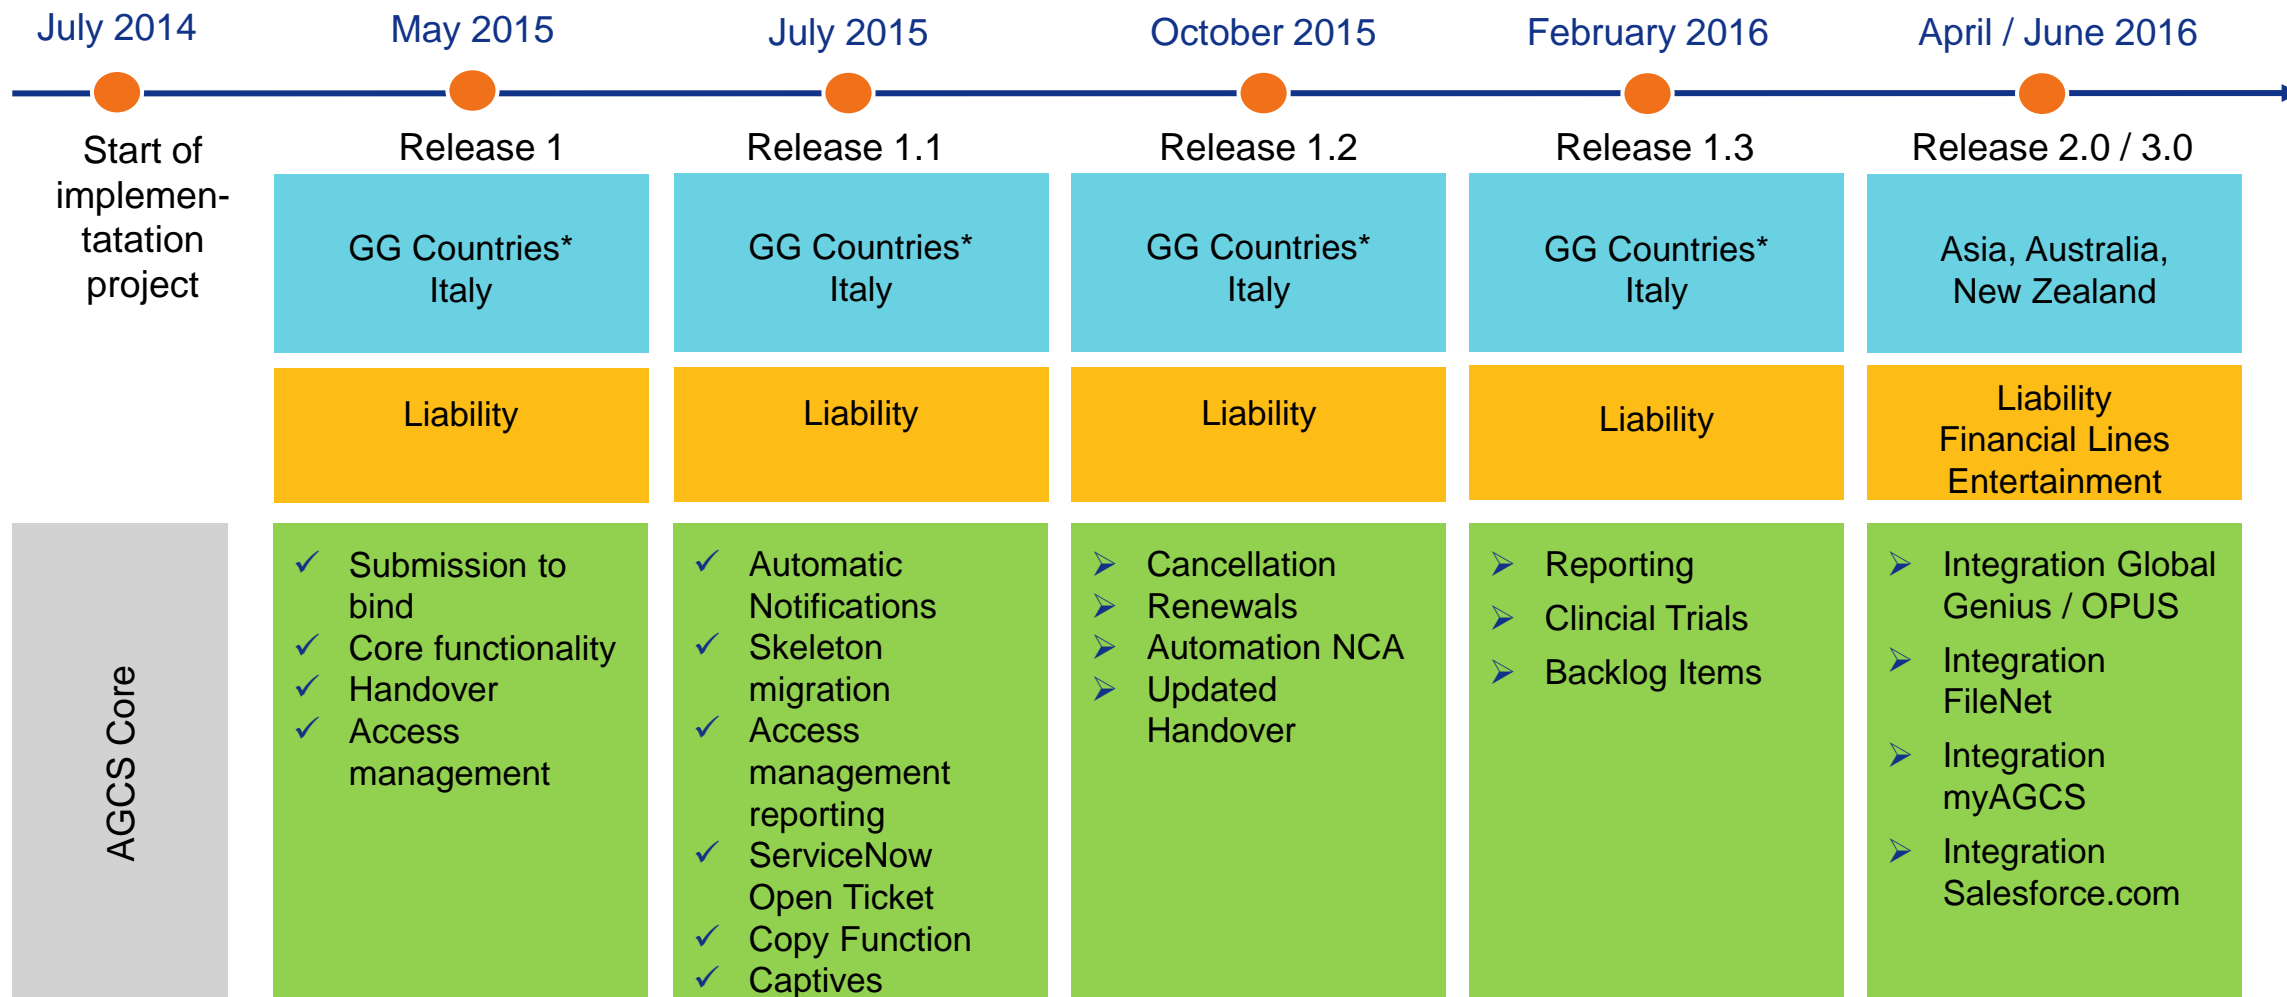 July 2014
May 2015
July 2015
October 2015
February 2016
April / June 2016
Start of
implemen-
tatation
project
Release 1
Release 1.1
Release 1.2
Release 1.3
Release 2.0 / 3.0
GG Countries*
Italy
GG Countries*
Italy
GG Countries*
Italy
GG Countries*
Italy
Asia, Australia,
New Zealand
Liability
Liability
Liability
Liability
Liability
Financial Lines
Entertainment
AGCS Core
✓ Submission to
bind
✓ Core functionality
✓ Handover
✓ Access
management
✓ Automatic
Notifications
✓ Skeleton
migration
✓ Access
management
reporting
✓ ServiceNow
Open Ticket
✓ Copy Function
✓ Captives
➢ Cancellation
➢ Renewals
➢ Automation NCA
➢ Updated
Handover
➢ Reporting
➢ Clincial Trials
➢ Backlog Items
➢ Integration Global
Genius / OPUS
➢ Integration
FileNet
➢ Integration
myAGCS
➢ Integration
Salesforce.com